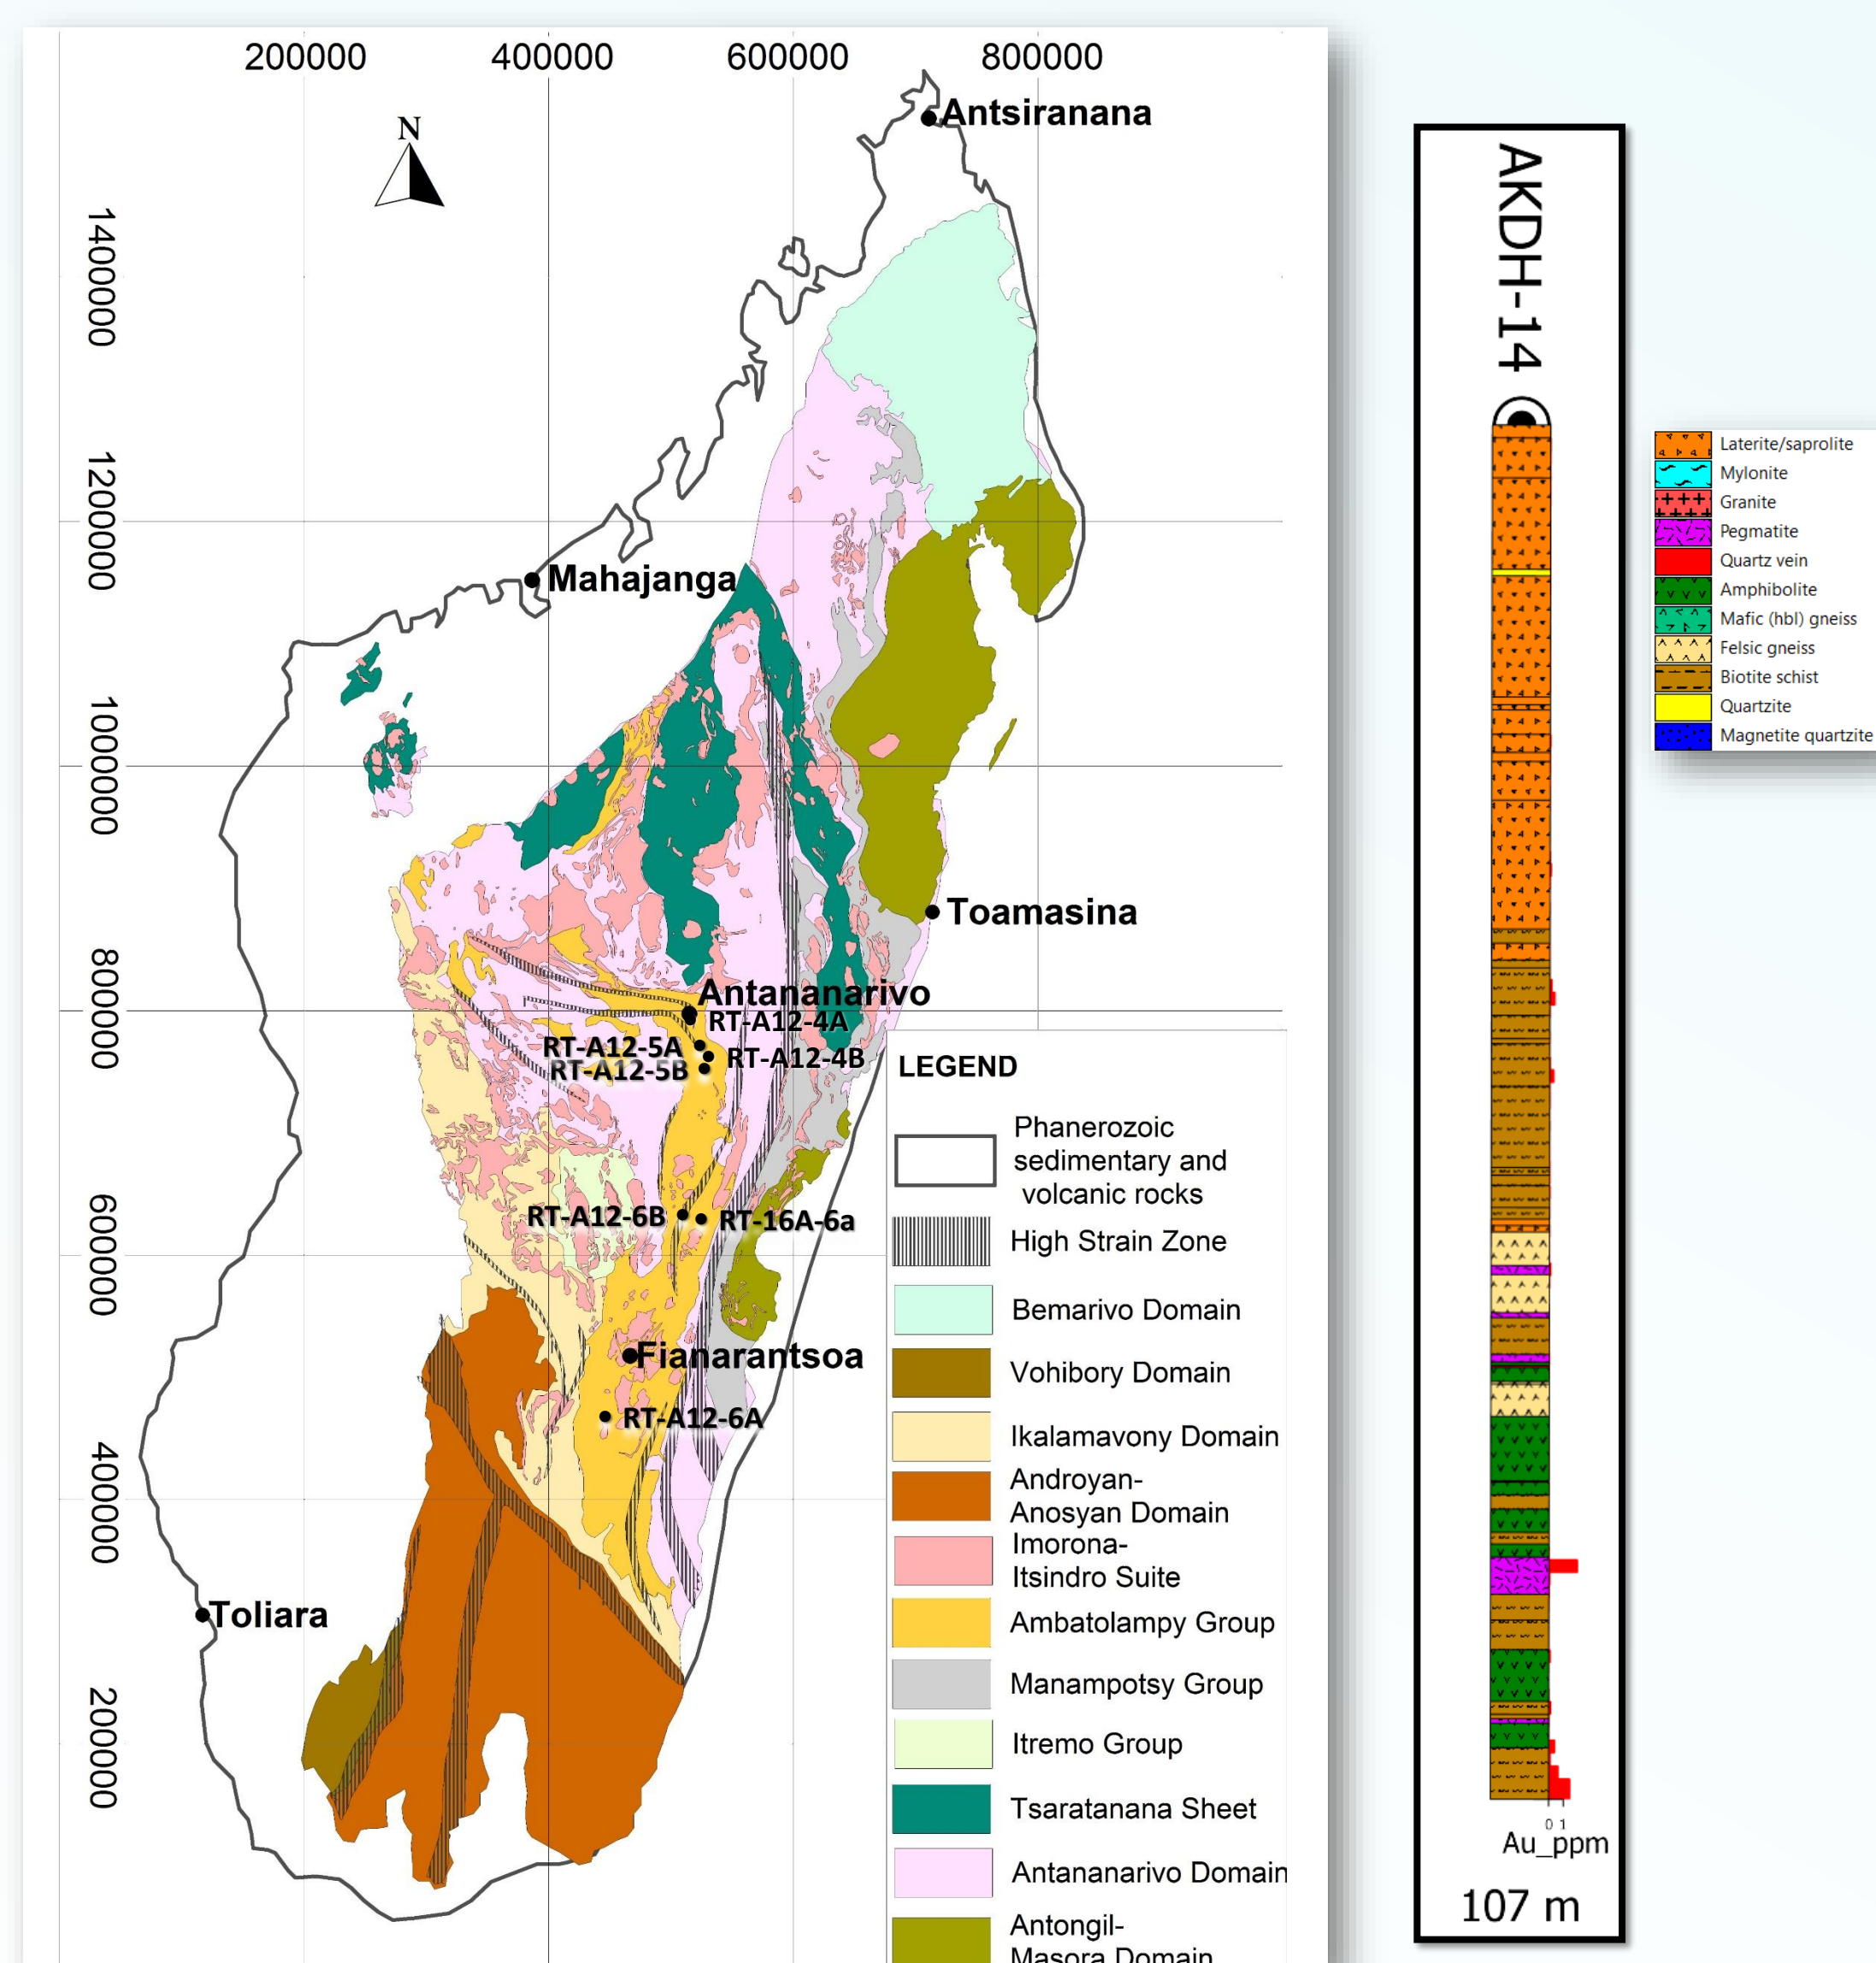 200000
400000
600000
800000
N
Antsiranana
1400000
1200000
Mahajanga
1000000
Toamasina
800000
Antananarivo
RT-A12-4A
RT-A12-5A
RT-A12-4B
RT-A12-5B
600000
RT-A12-6B
RT-16A-6a
Fianarantsoa
RT-A12-6A
400000
Toliara
200000
LEGEND
Phanerozoic
sedimentary and
volcanic rocks
High Strain Zone
Bemarivo Domain
Vohibory Domain
Ikalamavony Domain
Androyan-
Anosyan Domain
Imorona-
Itsindro Suite
Ambatolampy Group
Manampotsy Group
Itremo Group
Tsaratanana Sheet
Antananarivo Domain
Antongil-
Masora Domain
AKDH-14
0 1
Au_ppm
107 m
Laterite/saprolite
Mylonite
Granite
Pegmatite
Quartz vein
Amphibolite
Mafic (hbl) gneiss
Felsic gneiss
Biotite schist
Quartzite
Magnetite quartzite